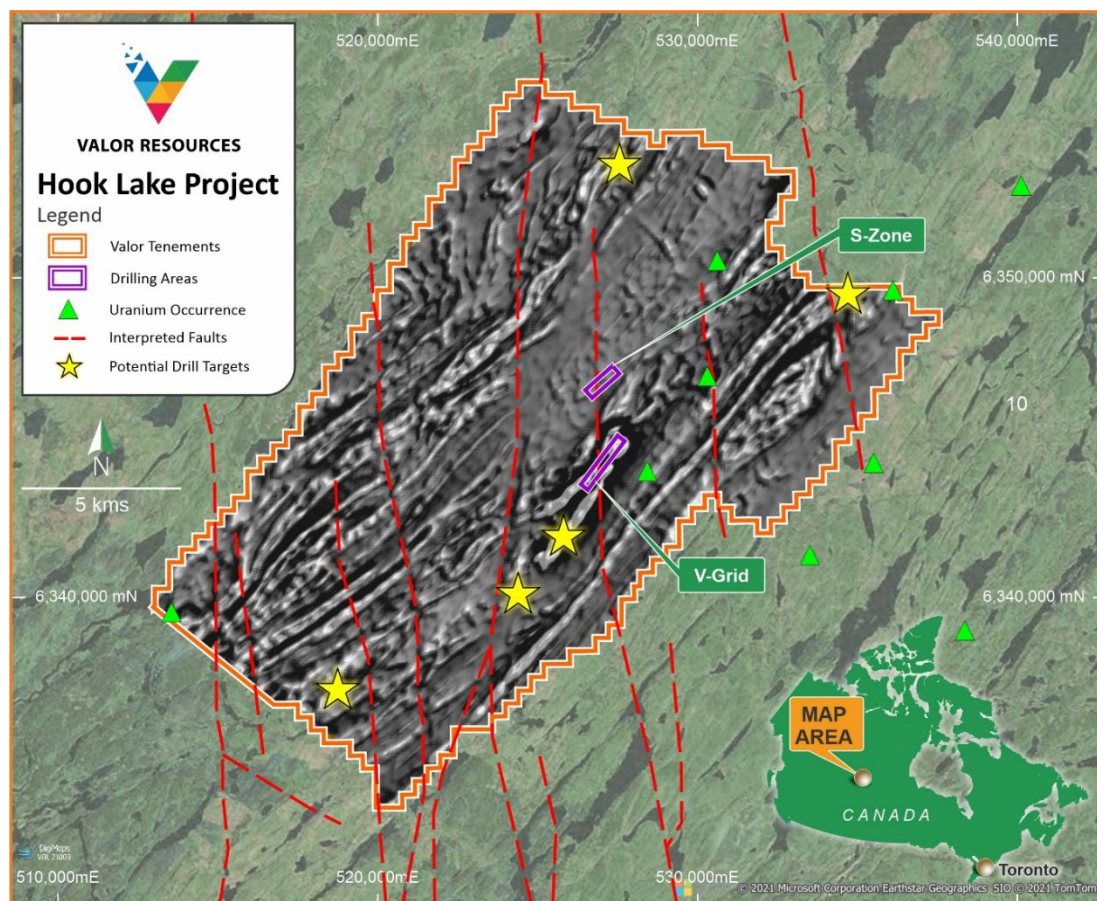 520,000mE
530,000mE
540,000mE
VALOR RESOURCES
Hook Lake Project
Legend
Valor Tenements
Drilling Areas
Uranium Occurrence
Interpreted Faults
Potential Drill Targets
S-Zone
6,350,000 mN
10
N
5 kms
V-Grid
6,340,000 mN
6,340,000 mN
MAP
AREA
CANADA
Toronto
DigMaps
VAL 21003
510,000mE
520,000mE
530,000mE
© 2021 Microsoft Corporation Earthstar Geographics SIO © 2021 TomTom